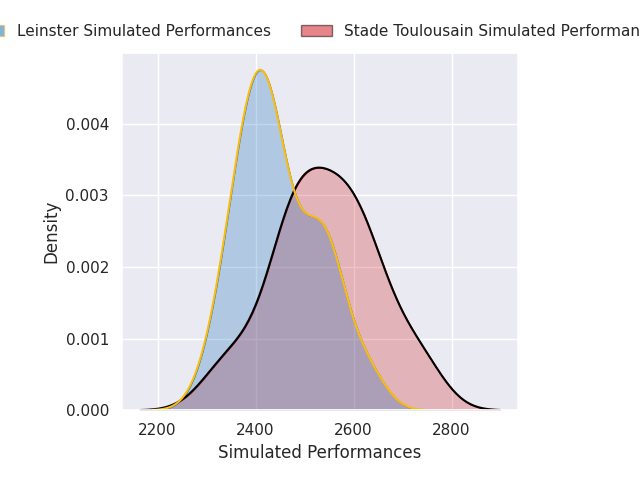 Leinster Simulated Performances
Stade Toulousain Simulated Performan
0.004
0.003
0.002
0.001
0.000
Density
2200
2400
2600
2800
Simulated Performances